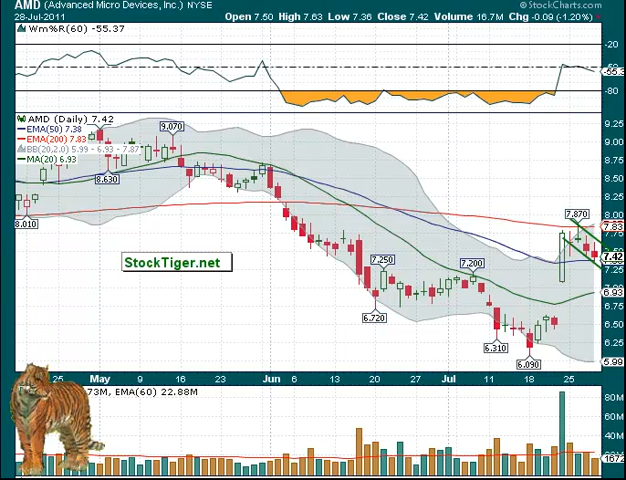 AMD (Advanced Micro Devices, Inc.) NYSE
© StockCharts.com
28-Jul-2011
Open 7.50 High 7.63 Low 7.36 Close 7.42 Volume 16.7M Chg -0.09 (-1.20%)
Wm%R(60) -55.37
-20
-50
-55.3
-80
AMD (Daily) 7.42
EMA(50) 7.38
EMA(200) 7.83
BB(20,2.0) 5.99 - 6.93 - 7.87
MA(20) 6.93
9.070
8.630
8.010
7.870
7.250
7.200
6.720
6.310
6.090
9.25
9.00
8.75
8.50
8.25
8.00
7.83
7.75
7.42
7.25
6.93
6.75
6.50
6.25
5.99
StockTiger.net
25 May 9 16 23 Jun 6 13 20 27 Jul 11 18 25
73M, EMA(60) 22.88M
80M
60M
40M